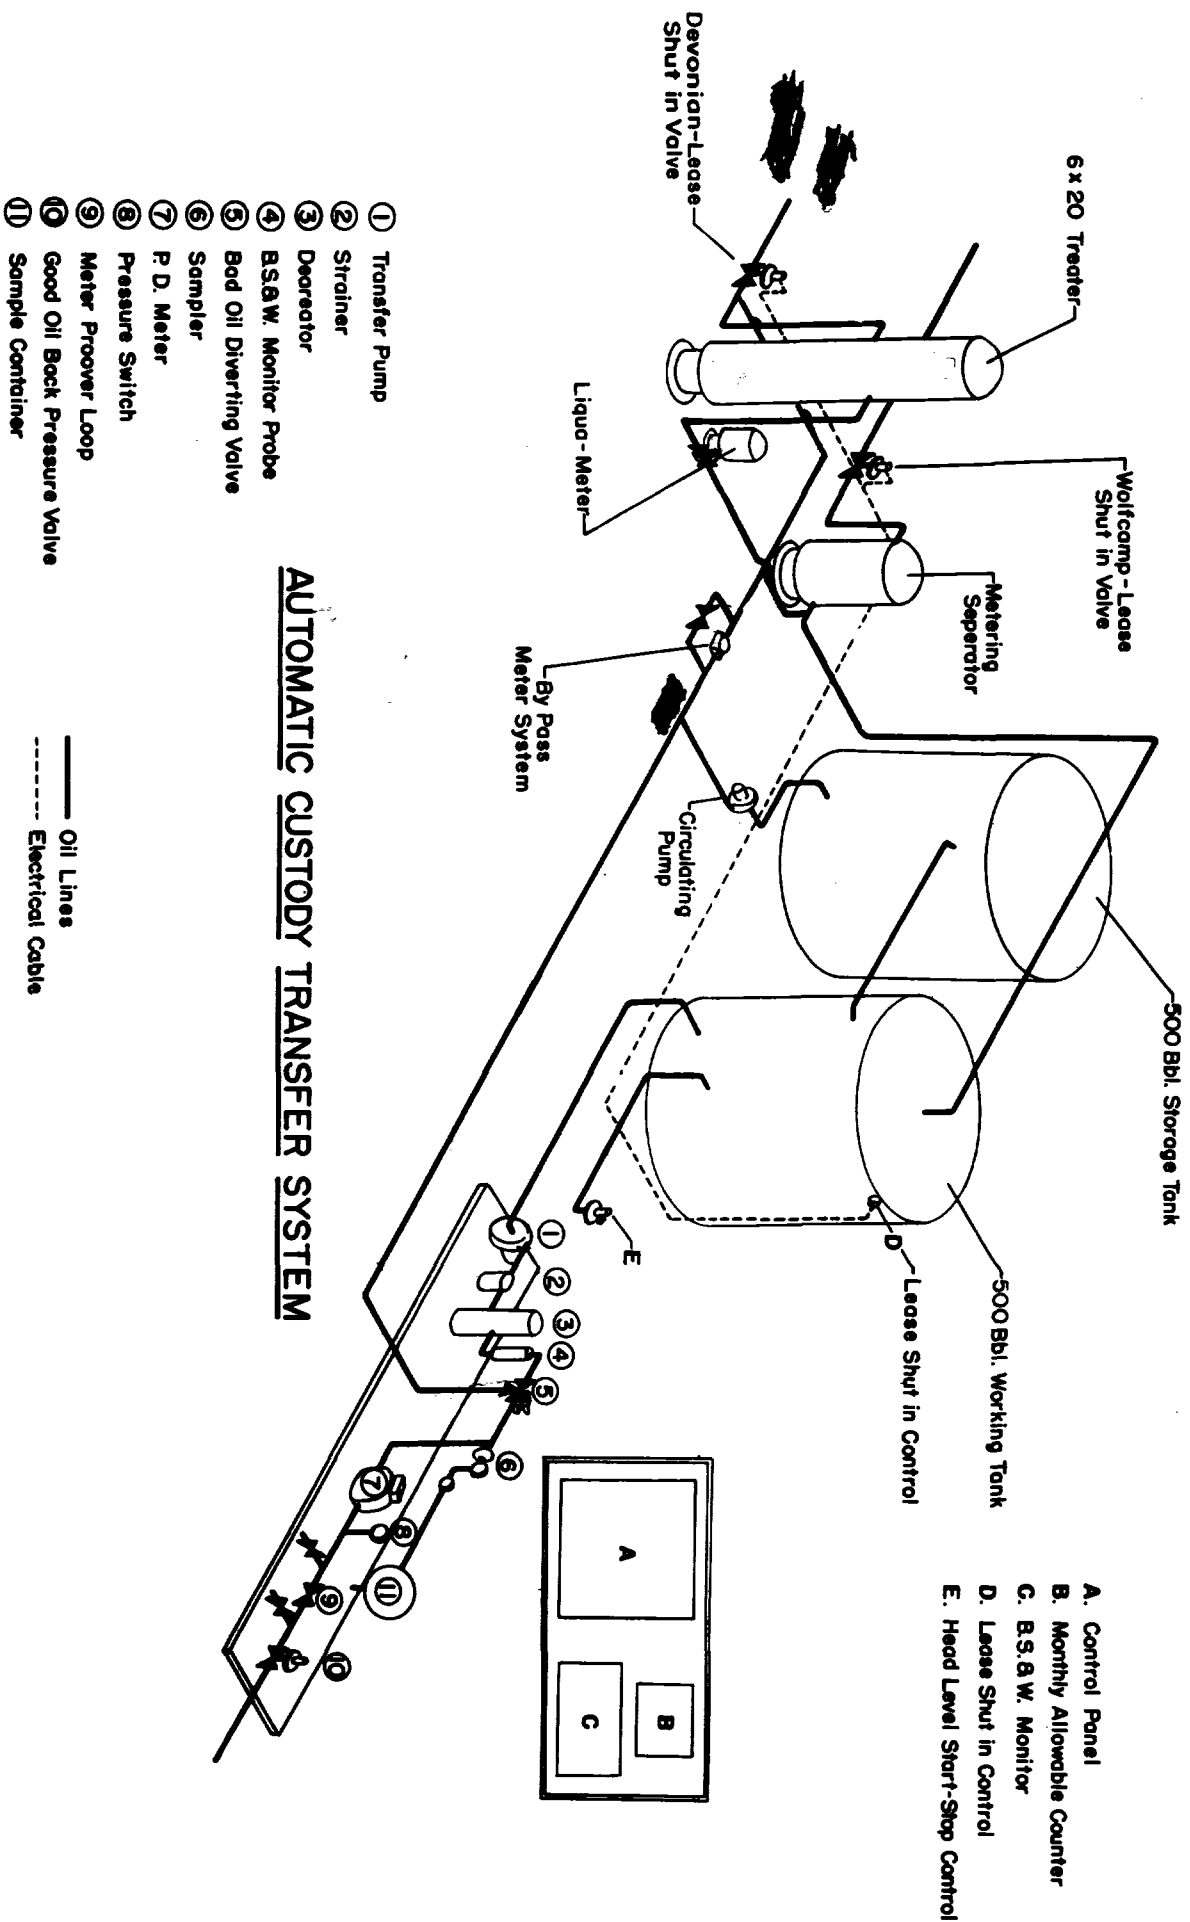 500 Bbl. Storage Tank
500 Bbl. Working Tank
Lease Shut in Control
D
E
6 x 20 Treater
Wolfcamp-Lease
Shut in Valve
Metering
Seperator
Devonian-Lease
Shut in Valve
Liqua-Meter
By Pass
Meter System
Circulating
Pump
A. Control Panel
B. Monthly Allowable Counter
C. B.S.&W. Monitor
D. Lease Shut in Control
E. Head Level Start-Stop Control
A
B
C
1
2
3
4
5
6
7
8
9
10
11
AUTOMATIC CUSTODY TRANSFER SYSTEM
1 Transfer Pump
2 Strainer
3 Deareator
4 B.S.&W. Monitor Probe
5 Bad Oil Diverting Valve
6 Sampler
7 P. D. Meter
8 Pressure Switch
9 Meter Proover Loop
10 Good Oil Back Pressure Valve
11 Sample Container
Oil Lines
Electrical Cable